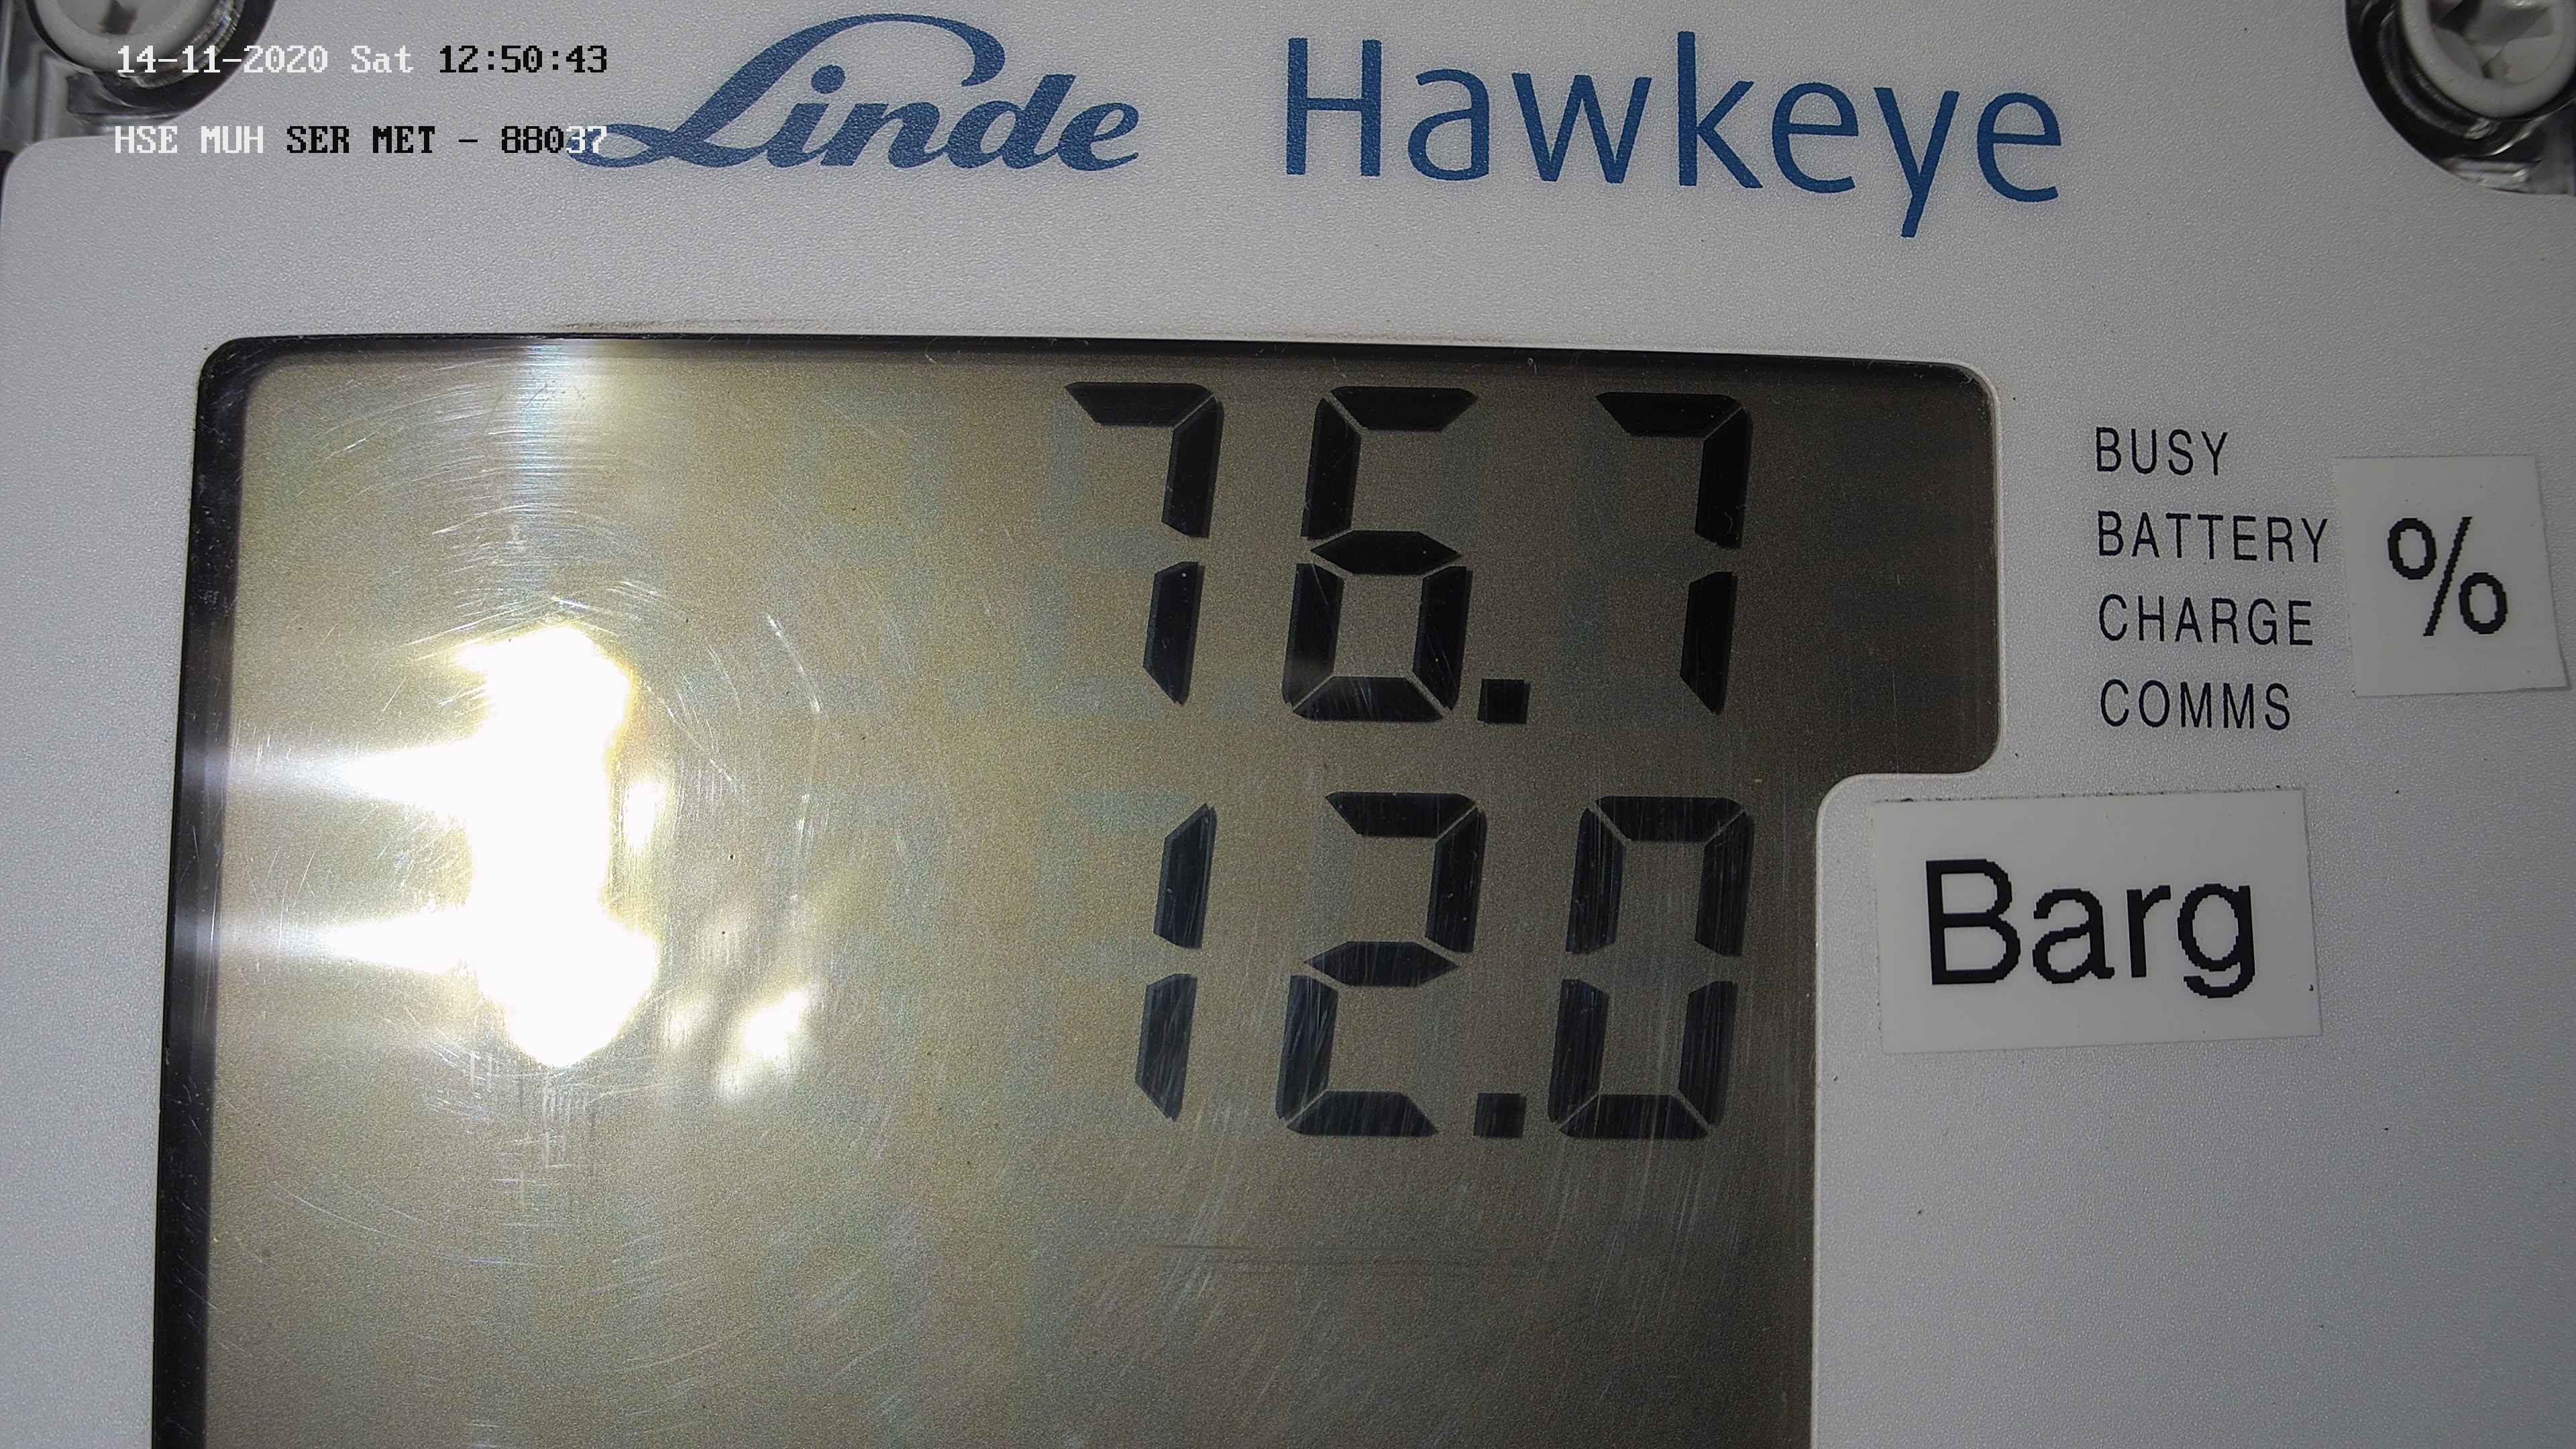 14-11-2020 Sat 12:50:43
HSE MUH SER MET - 88037
Linde Hawkeye
76.7
BUSY
BATTERY
CHARGE
COMMS
%
12.0
Barg